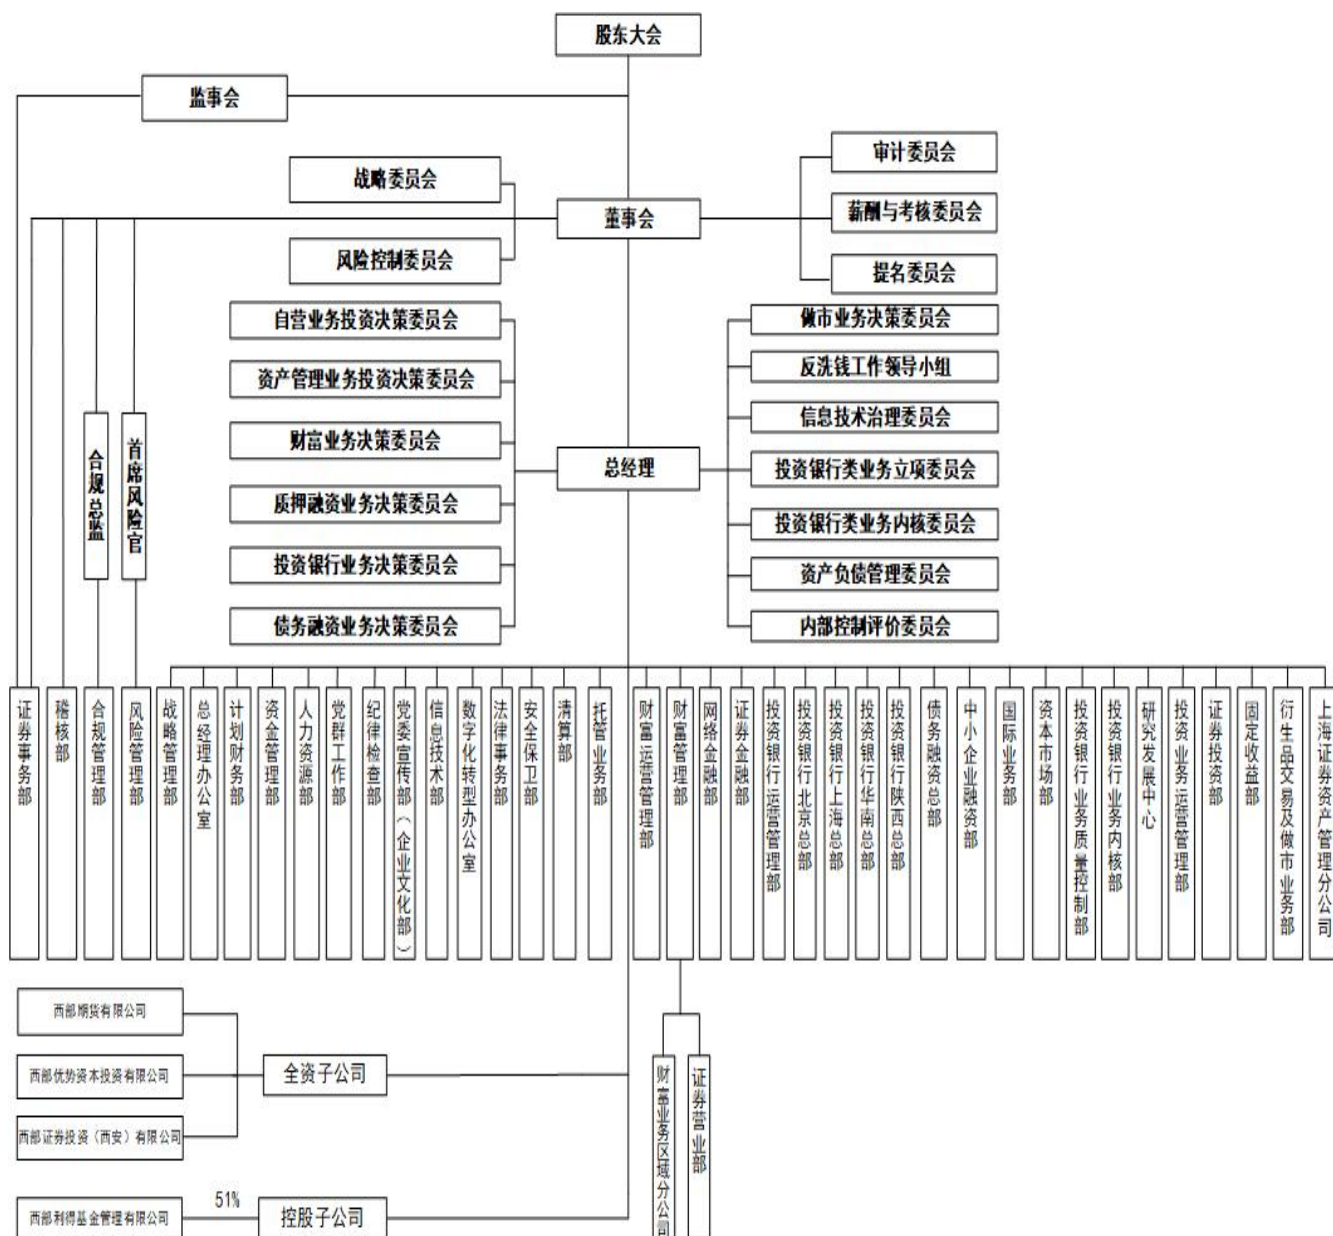 股东大会
监事会
审计委员会
战略委员会
薪酬与考核委员会
董事会
风险控制委员会
提名委员会
自营业务投资决策委员会
做市业务决策委员会
资产管理业务投资决策委员会
反洗钱工作领导小组
财富业务决策委员会
信息技术治理委员会
合规总监
首席风险官
总经理
投资银行类业务立项委员会
质押融资业务决策委员会
投资银行类业务内核委员会
投资银行业务决策委员会
资产负债管理委员会
债务融资业务决策委员会
内部控制评价委员会
证券事务部
稽核部
合规管理部
风险管理部
战略管理部
总经理办公室
计划财务部
资金管理部
人力资源部
党群工作部
纪律检查部
党委宣传部（企业文化部）
信息技术部
数字化转型办公室
法律事务部
安全保卫部
清算部
托管业务部
财富运营管理部
财富管理部
网络金融部
证券金融部
投资银行运营管理部
投资银行北京总部
投资银行上海总部
投资银行华南总部
投资银行陕西总部
债务融资总部
中小企业融资部
国际业务部
资本市场部
投资银行业务质量控制部
投资银行业务内核部
研究发展中心
投资业务运营管理部
证券投资部
固定收益部
衍生品交易及做市业务部
上海证券资产管理分公司
西部期货有限公司
西部优势资本投资有限公司
全资子公司
西部证券投资（西安）有限公司
财富业务区域分公司
证券营业部
西部利得基金管理有限公司
51%
控股子公司